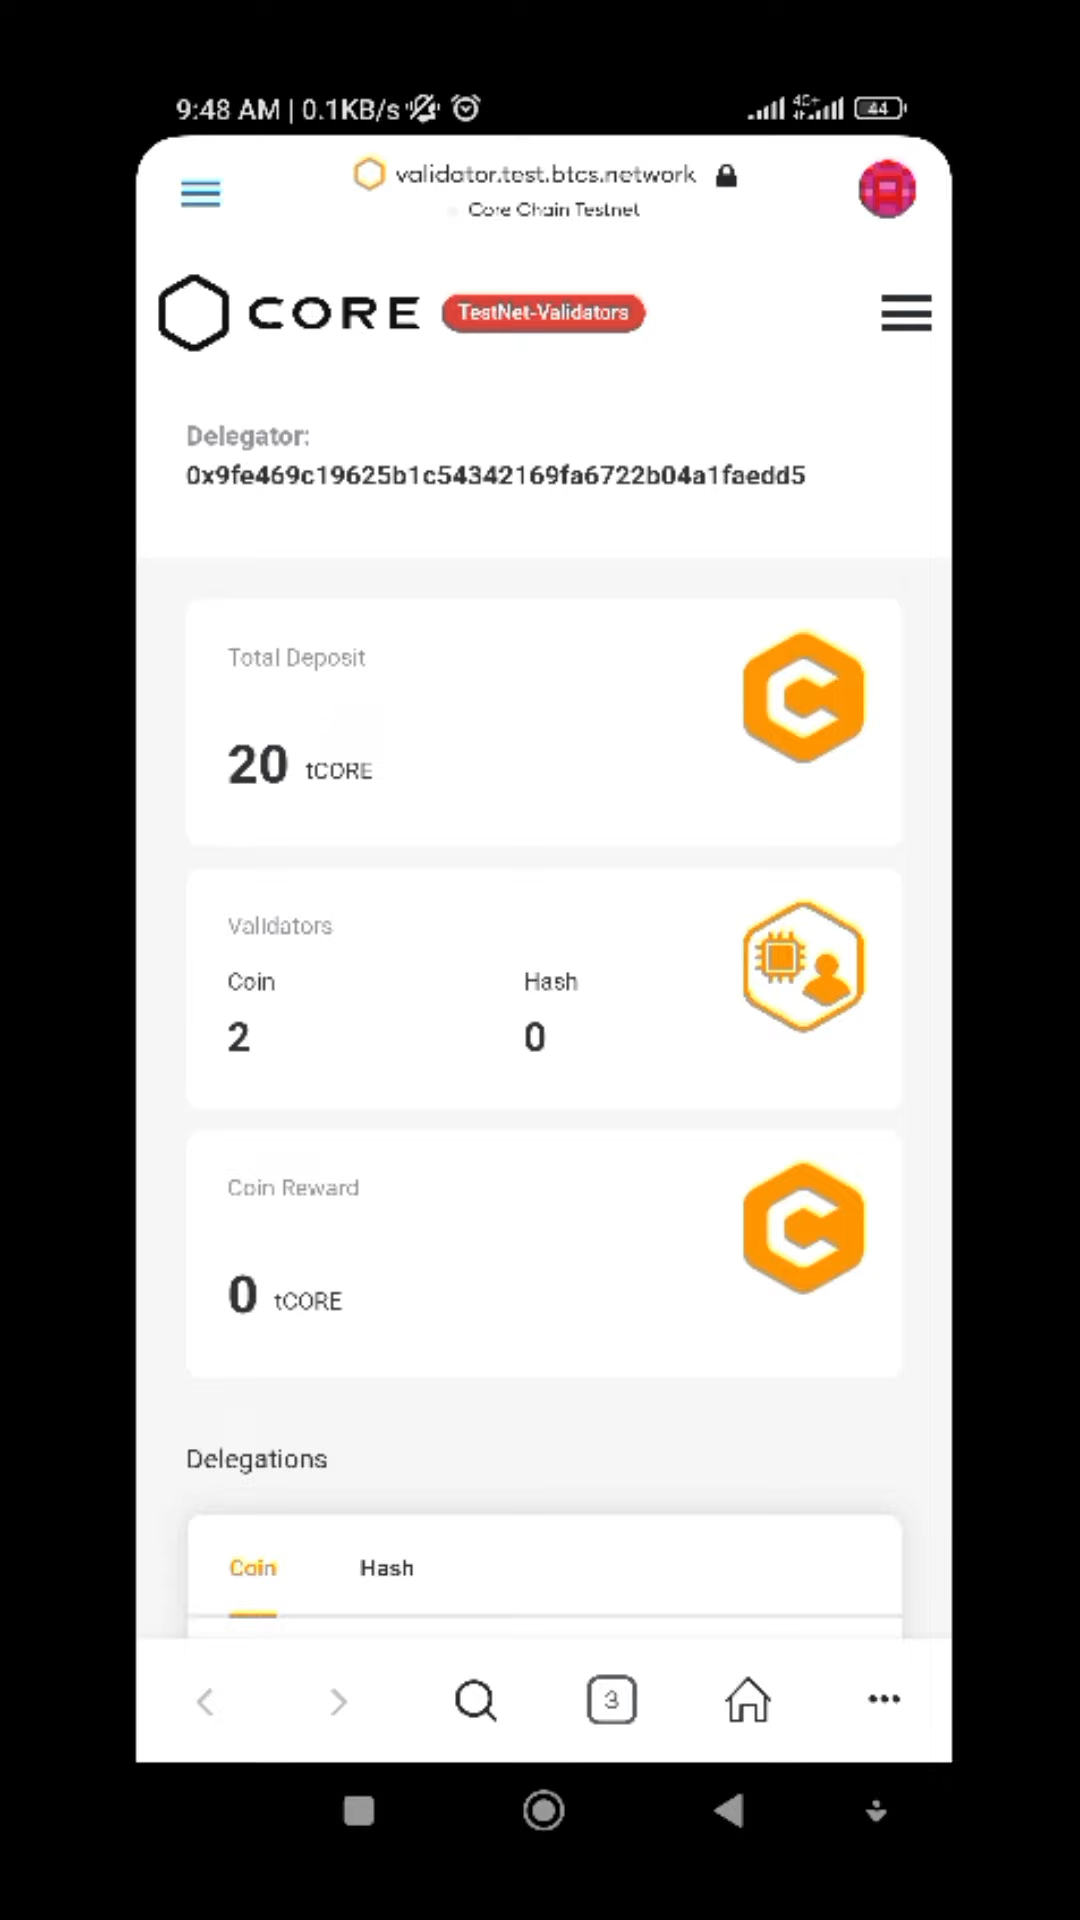 9:48 AM | 0.1KB/s 4G+ 44
validator.test.btcs.network
Core Chain Testnet
CORE TestNet-Validators
Delegator:
0x9fe469c19625b1c54342169fa6722b04a1faedd5
Total Deposit
20 tCORE
Validators
Coin Hash
2 0
Coin Reward
0 tCORE
Delegations
Coin Hash
3